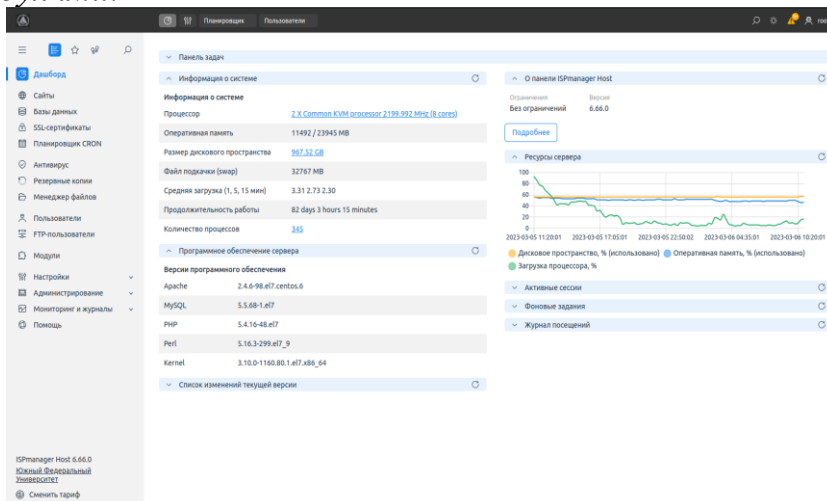 Планировщик Пользователи
Дашборд
Сайты
Базы данных
SSL-сертификаты
Планировщик CRON
Антивирус
Резервные копии
Менеджер файлов
Пользователи
FTP-пользователи
Модули
Настройки
Администрирование
Мониторинг и журналы
Помощь
ISPmanager Host 6.66.0
Южный Федеральный
Университет
Сменить тариф
Панель задач
Информация о системе
Информация о системе
Процессор 2 X Common KVM processor 2199.992 MHz (8 cores)
Оперативная память 11492 / 23945 MB
Размер дискового пространства 967.52 GB
Файл подкачки (swap) 32767 MB
Средняя загрузка (1, 5, 15 мин) 3.31 2.73 2.30
Продолжительность работы 82 days 3 hours 15 minutes
Количество процессов 345
Программное обеспечение сервера
Версии программного обеспечения
Apache 2.4.6-98.el7.centos.6
MySQL 5.5.68-1.el7
PHP 5.4.16-48.el7
Perl 5.16.3-299.el7_9
Kernel 3.10.0-1160.80.1.el7.x86_64
Список изменений текущей версии
О панели ISPmanager Host
Ограничения Версия
Без ограничений 6.66.0
Подробнее
Ресурсы сервера
100
80
60
40
20
0
2023-03-05 11:20:01 2023-03-05 17:05:01 2023-03-05 22:50:02 2023-03-06 04:35:01 2023-03-06 10:20:01
Дисковое пространство, % (использовано) Оперативная память, % (использовано)
Загрузка процессора, %
Активные сессии
Фоновые задания
Журнал посещений